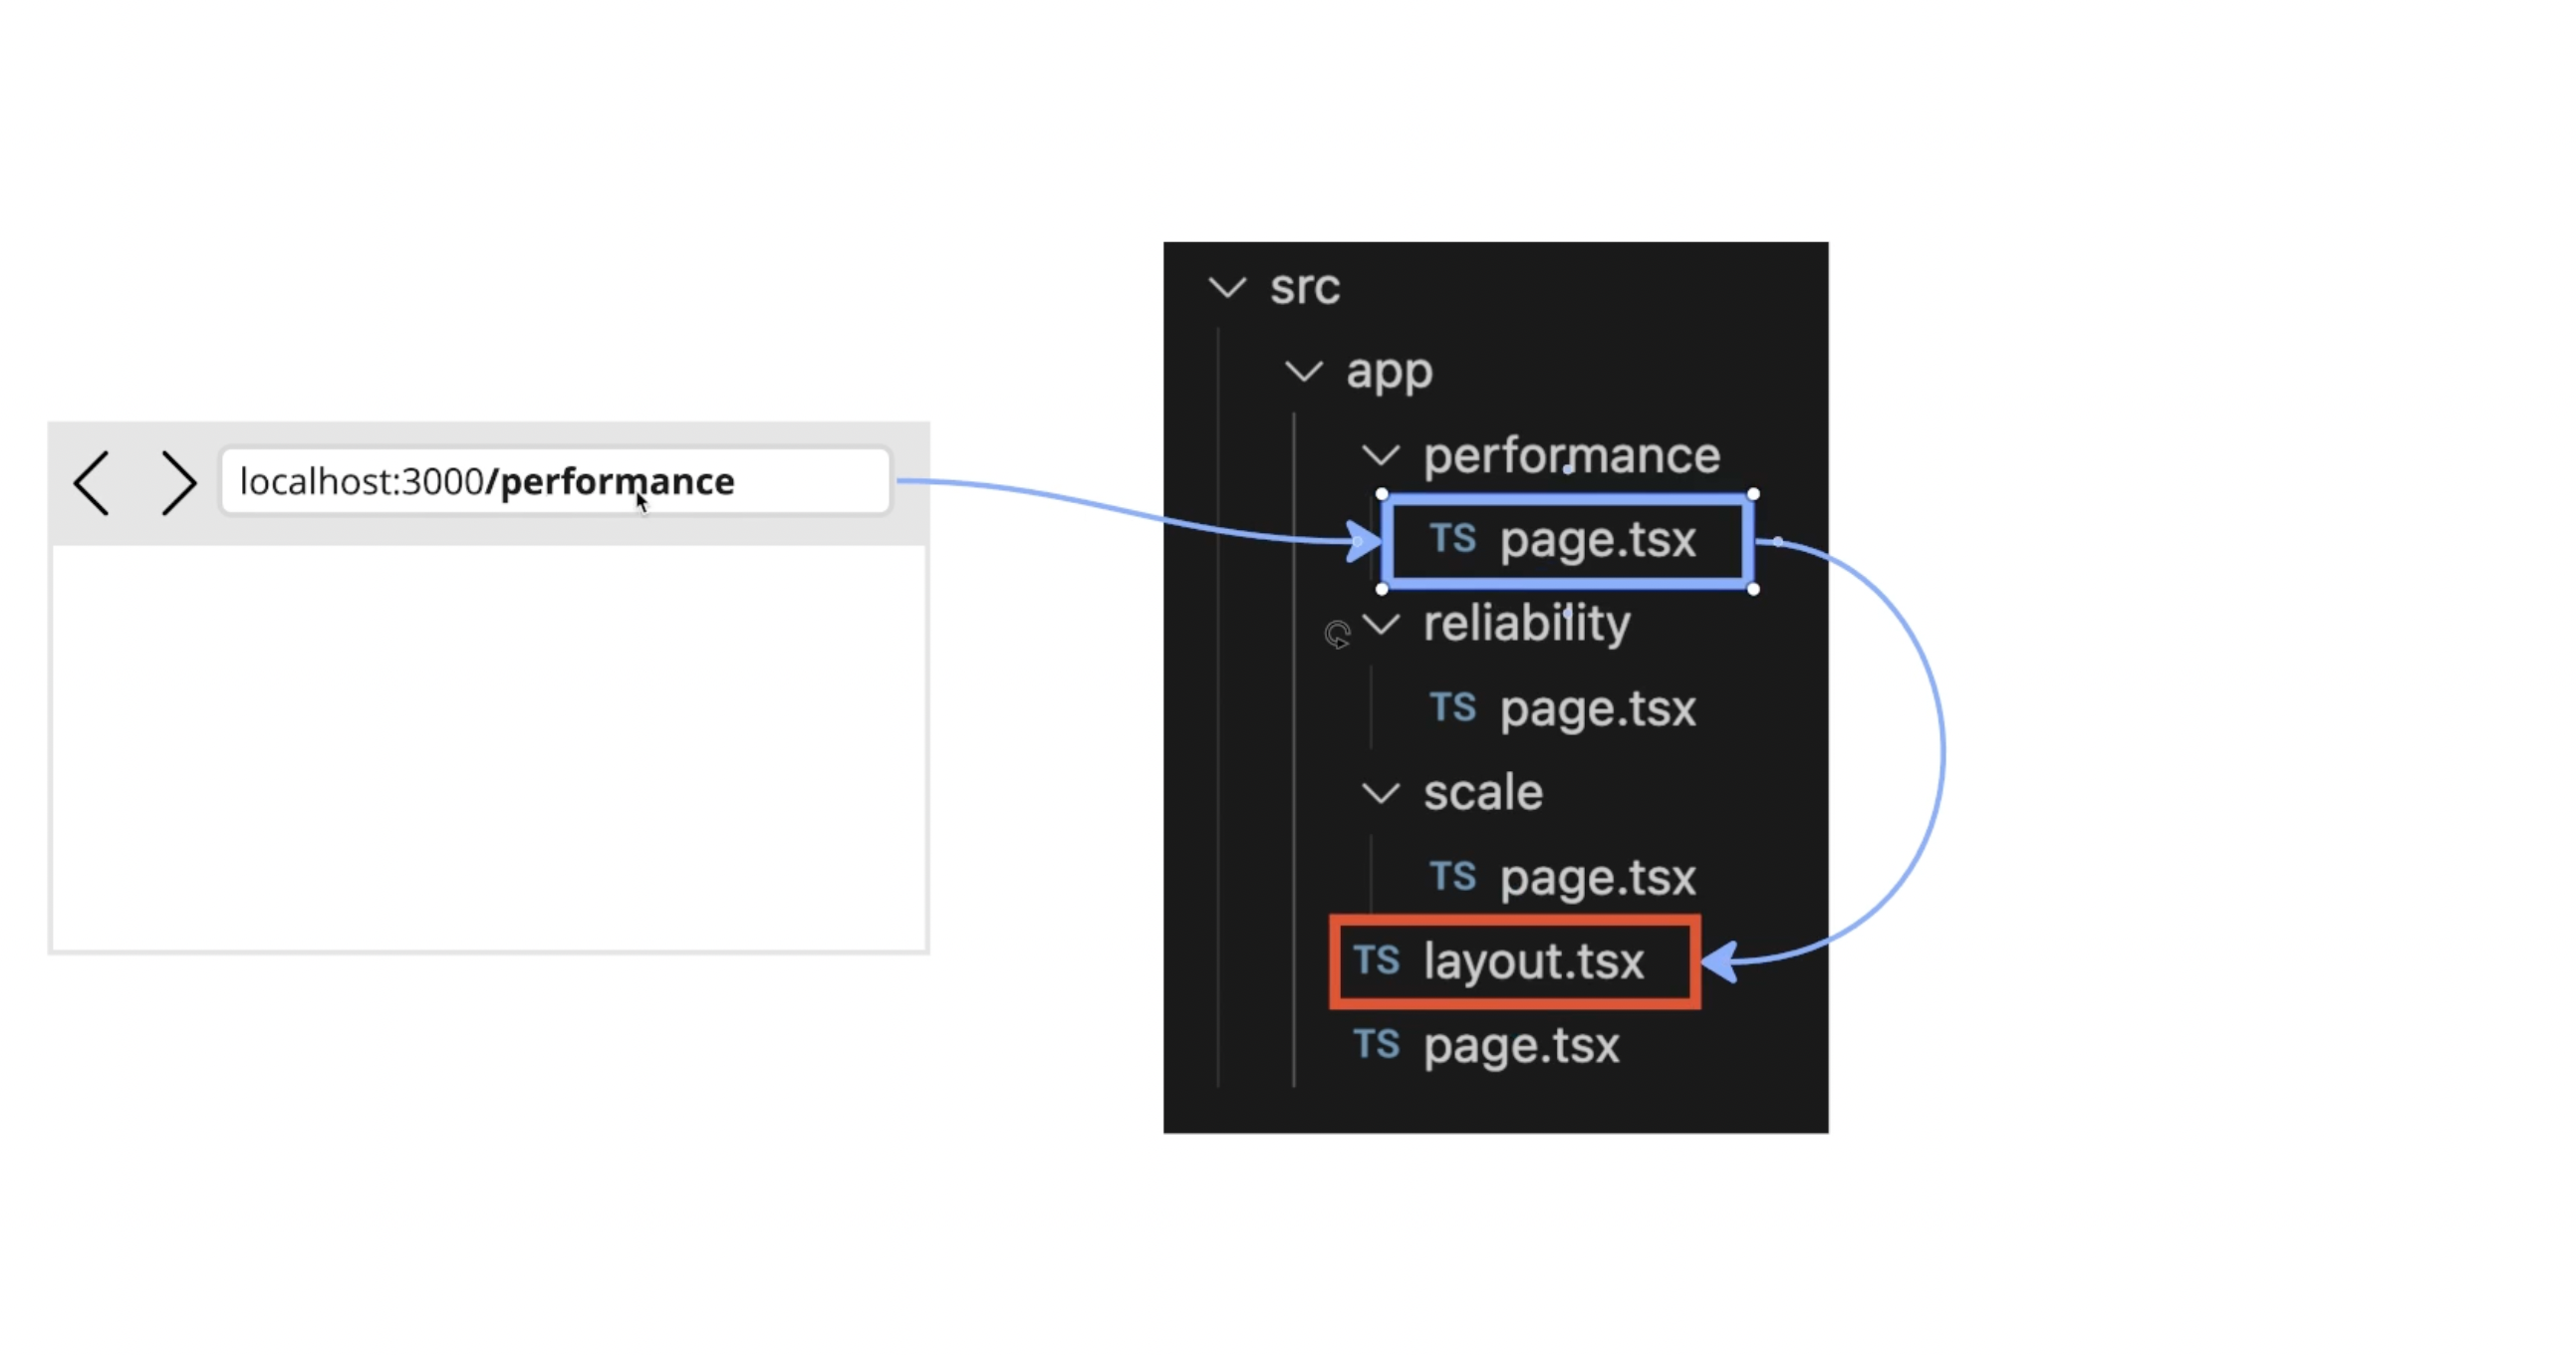 localhost:3000/performance
src
app
performance
TS page.tsx
reliability
TS page.tsx
scale
TS page.tsx
TS layout.tsx
TS page.tsx